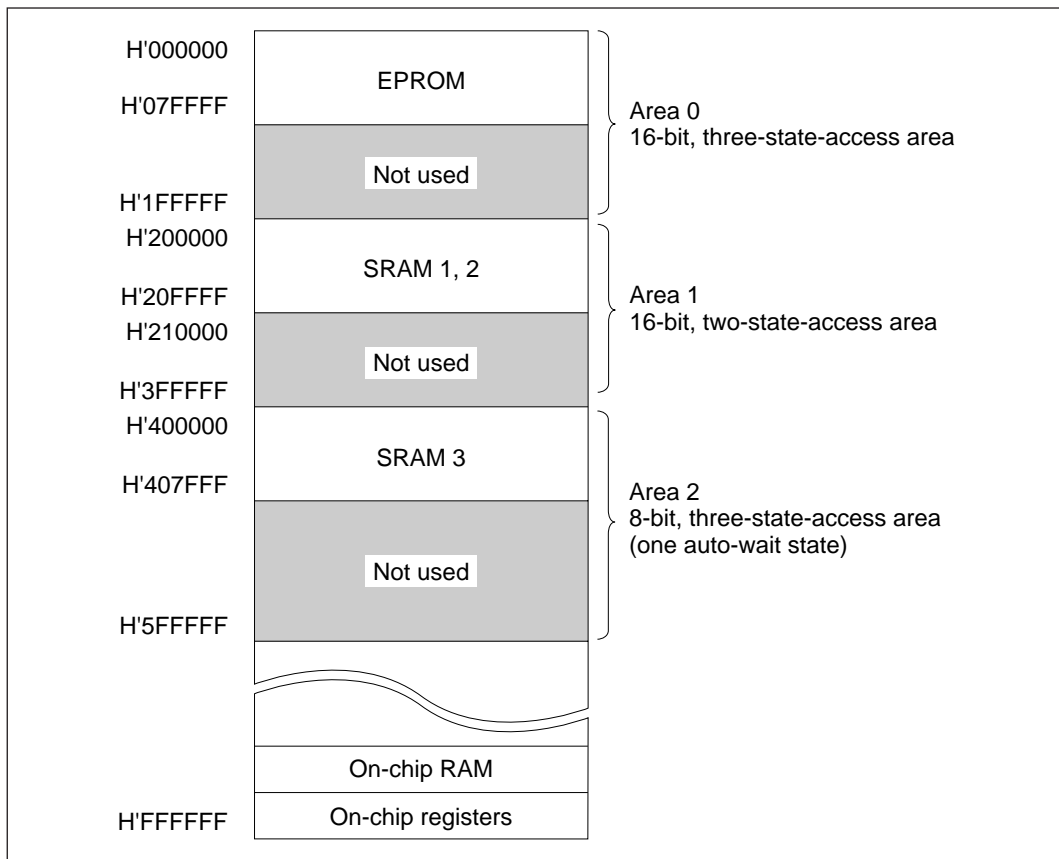 H'000000
EPROM
H'07FFFF
Area 0
16-bit, three-state-access area
Not used
H'1FFFFF
H'200000
SRAM 1, 2
H'20FFFF
Area 1
16-bit, two-state-access area
H'210000
Not used
H'3FFFFF
H'400000
SRAM 3
H'407FFF
Area 2
8-bit, three-state-access area
(one auto-wait state)
Not used
H'5FFFFF
On-chip RAM
On-chip registers
H'FFFFFF